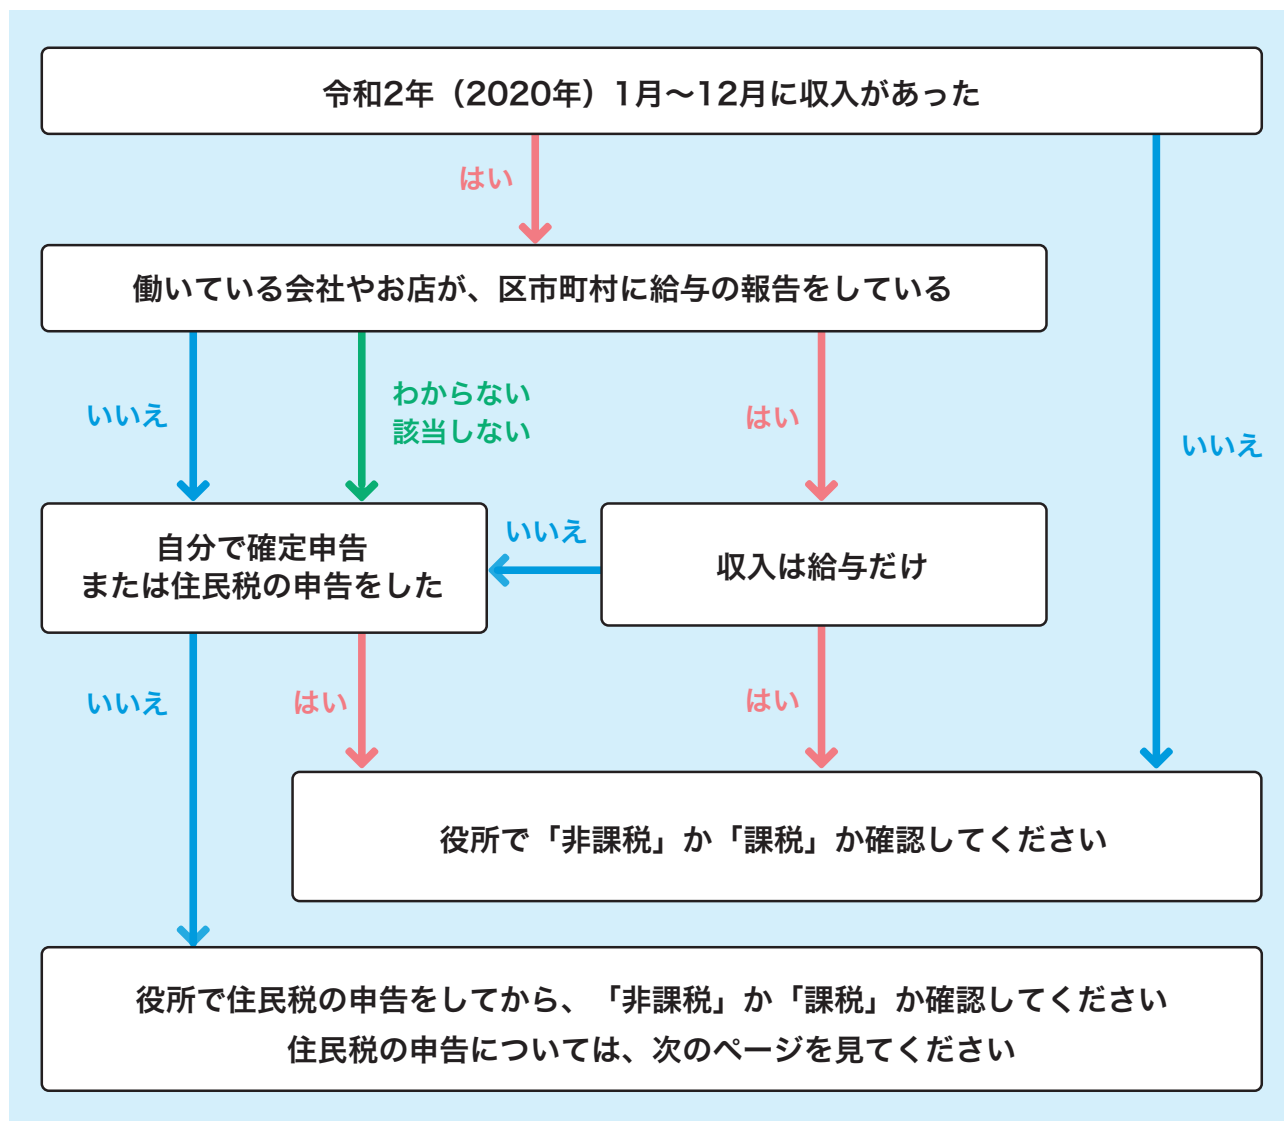 令和2年（2020年）1月〜12月に収入があった
はい
働いている会社やお店が、区市町村に給与の報告をしている
いいえ
わからない
該当しない
はい
いいえ
自分で確定申告
または住民税の申告をした
いいえ
収入は給与だけ
いいえ
はい
はい
役所で「非課税」か「課税」か確認してください
役所で住民税の申告をしてから、「非課税」か「課税」か確認してください
住民税の申告については、次のページを見てください